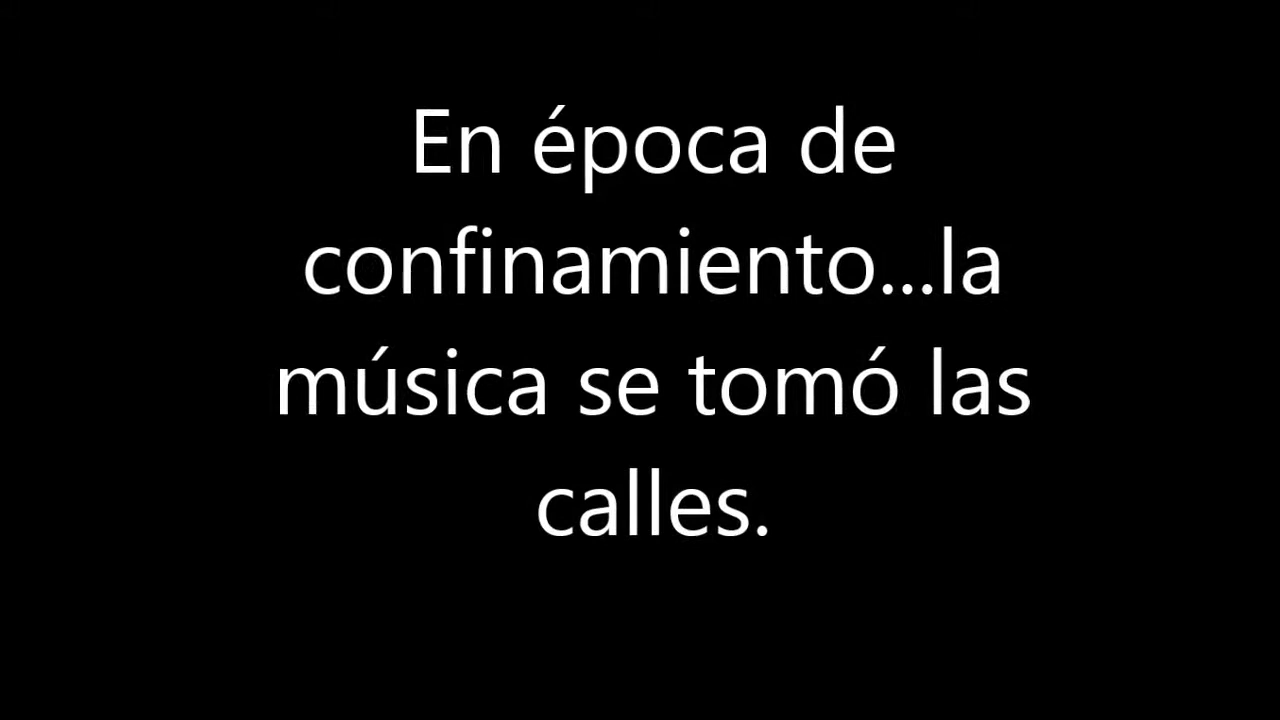 En época de
confinamiento...la
música se tomó las
calles.